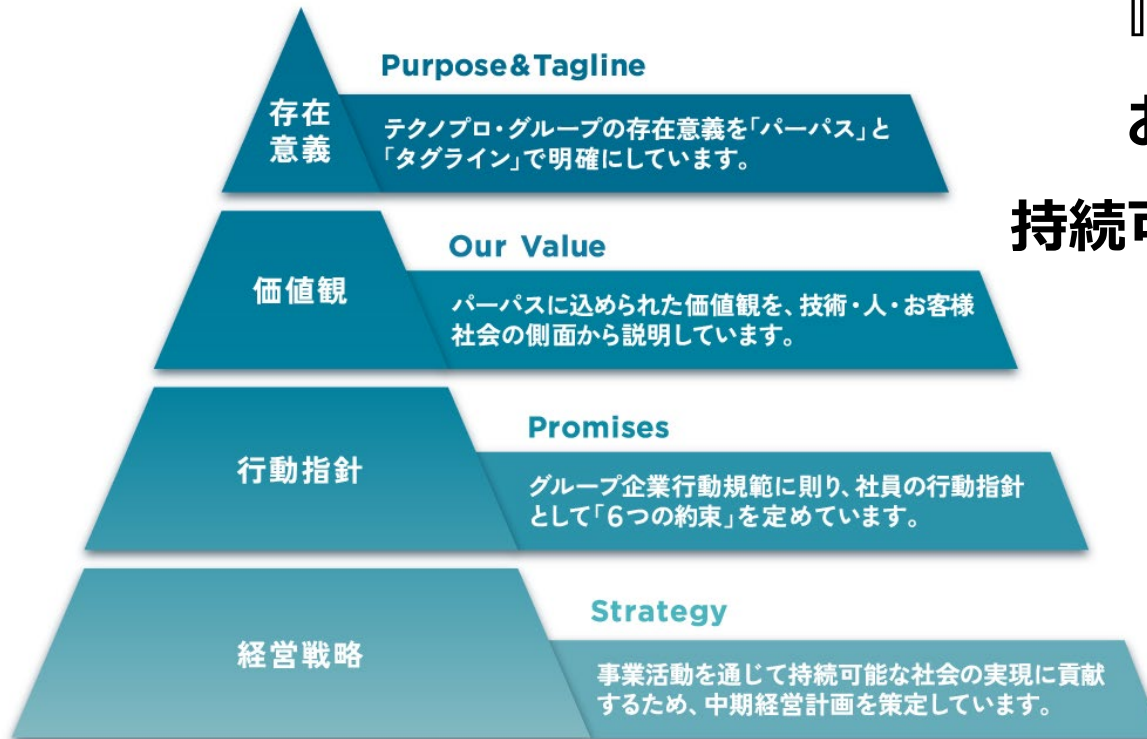 存在
意義
Purpose&Tagline
テクノプロ・グループの存在意義を「パーパス」と
「タグライン」で明確にしています。
価値観
Our Value
パーパスに込められた価値観を、技術・人・お客様
社会の側面から説明しています。
行動指針
Promises
グループ企業行動規範に則り、社員の行動指針
として「6つの約束」を定めています。
経営戦略
Strategy
事業活動を通じて持続可能な社会の実現に貢献
するため、中期経営計画を策定しています。
持続可